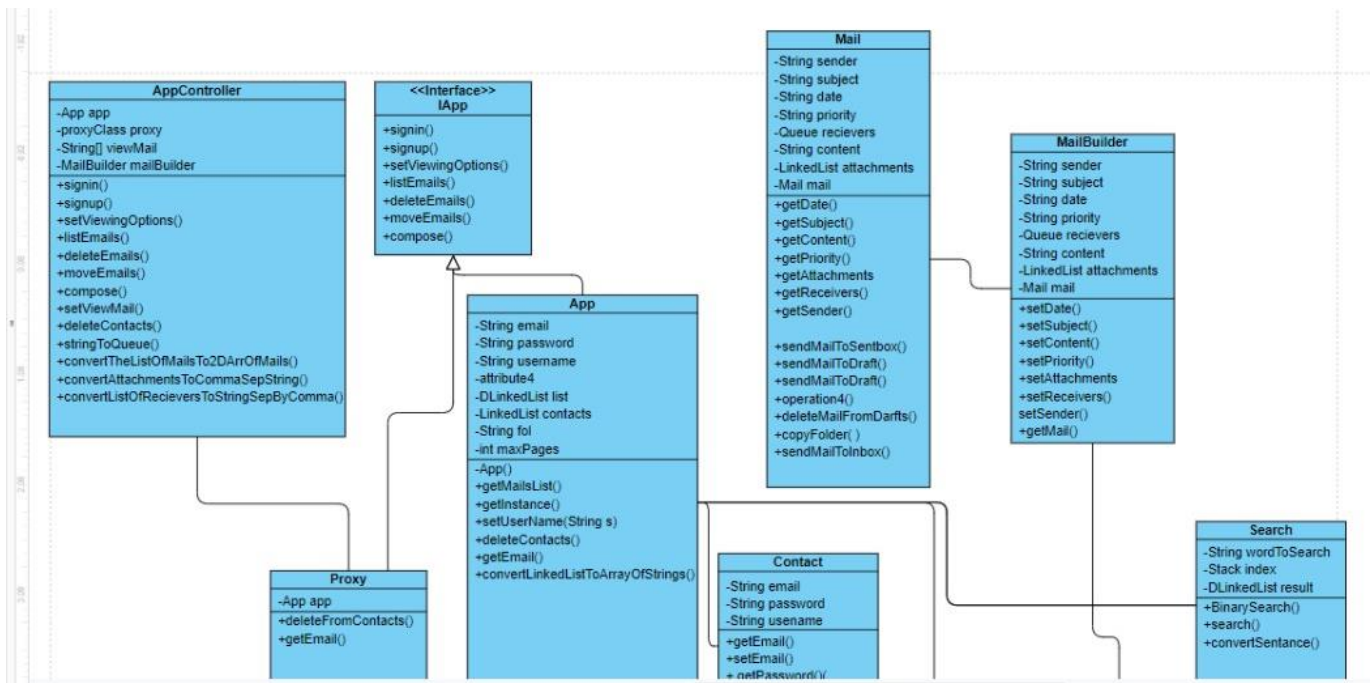 AppController
-App app
-proxyClass proxy
-String[] viewMail
-MailBuilder mailBuilder
+signin()
+signup()
+setViewingOptions()
+listEmails()
+deleteEmails()
+moveEmails()
+compose()
+setViewMail()
+deleteContacts()
+stringToQueue()
+convertTheListOfMailsTo2DArrOfMails()
+convertAttachmentsToCommaSepString()
+convertListOfRecieversToStringSepByComma()
<<Interface>>
IApp
+signin()
+signup()
+setViewingOptions()
+listEmails()
+deleteEmails()
+moveEmails()
+compose()
Mail
-String sender
-String subject
-String date
-String priority
-Queue recievers
-String content
-LinkedList attachments
-Mail mail
+getDate()
+getSubject()
+getContent()
+getPriority()
+getAttachments
+getReceivers()
+getSender()
+sendMailToSentbox()
+sendMailToDraft()
+sendMailToDraft()
+operation4()
+deleteMailFromDarfts()
+copyFolder( )
+sendMailToInbox()
MailBuilder
-String sender
-String subject
-String date
-String priority
-Queue recievers
-String content
-LinkedList attachments
-Mail mail
+setDate()
+setSubject()
+setContent()
+setPriority()
+setAttachments
+setReceivers()
setSender()
+getMail()
App
-String email
-String password
-String username
-attribute4
-DLinkedList list
-LinkedList contacts
-String fol
-int maxPages
-App()
+getMailsList()
+getInstance()
+setUserName(String s)
+deleteContacts()
+getEmail()
+convertLinkedListToArrayOfStrings()
Proxy
-App app
+deleteFromContacts()
+getEmail()
Contact
-String email
-String password
-String usename
+getEmail()
+setEmail()
+ getPassword()(
Search
-String wordToSearch
-Stack index
-DLinkedList result
+BinarySearch()
+search()
+convertSentance()